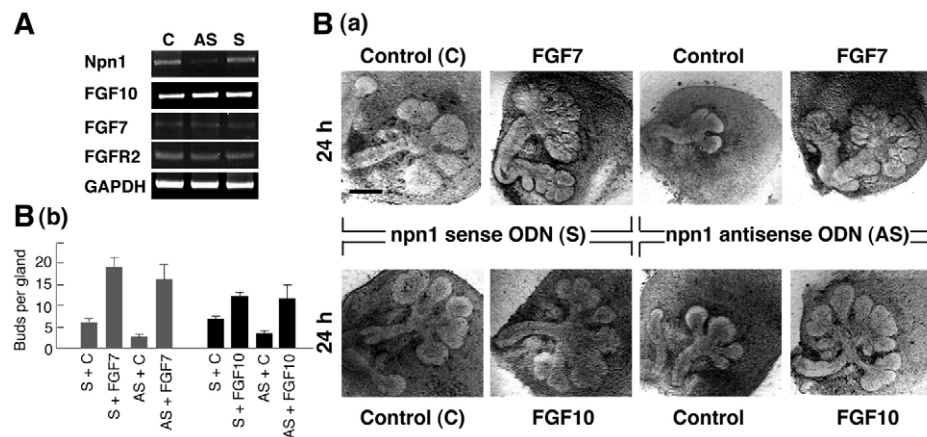 A
C AS S
Npn1
FGF10
FGF7
FGFR2
GAPDH
B (b)
Buds per gland
20
15
10
5
0
S + C
S + FGF7
AS + C
AS + FGF7
S + C
S + FGF10
AS + C
AS + FGF10
B (a)
Control (C) FGF7 Control FGF7
24 h
npn1 sense ODN (S) npn1 antisense ODN (AS)
24 h
Control (C) FGF10 Control FGF10